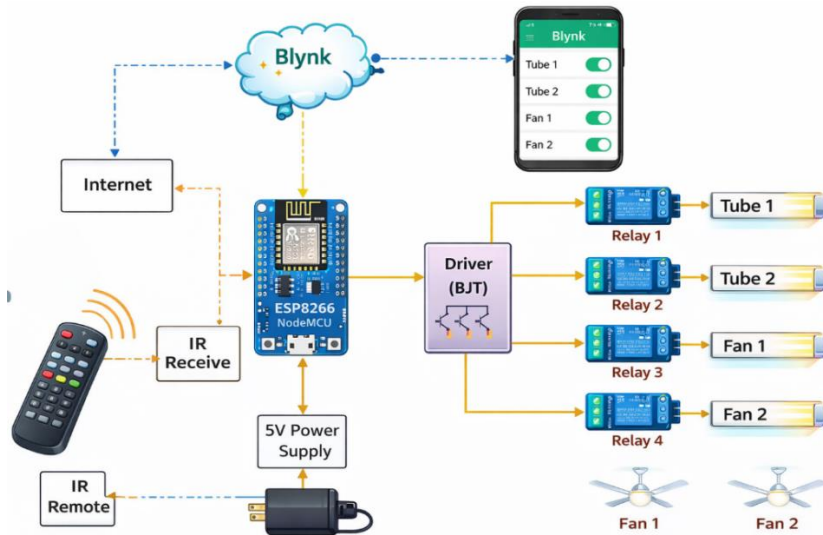 Blynk
Blynk
Tube 1
Tube 2
Fan 1
Fan 2
Internet
ESP8266
NodeMCU
IR
Receive
5V Power
Supply
IR
Remote
Driver
(BJT)
Relay 1
Tube 1
Relay 2
Tube 2
Relay 3
Fan 1
Relay 4
Fan 2
Fan 1
Fan 2